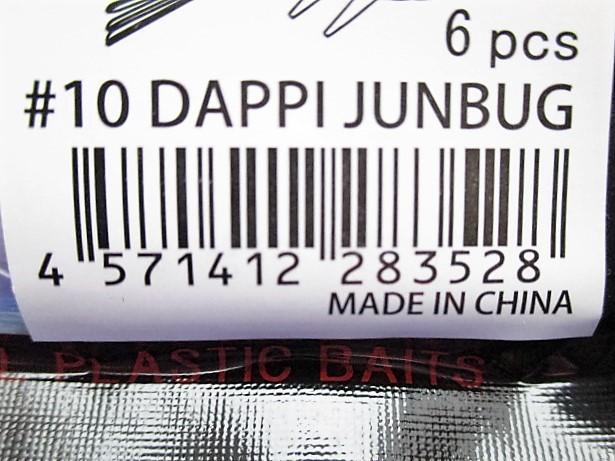 6 pcs
#10 DAPPI JUNBUG
4 571412 283528
MADE IN CHINA
L PLASTIC BAITS